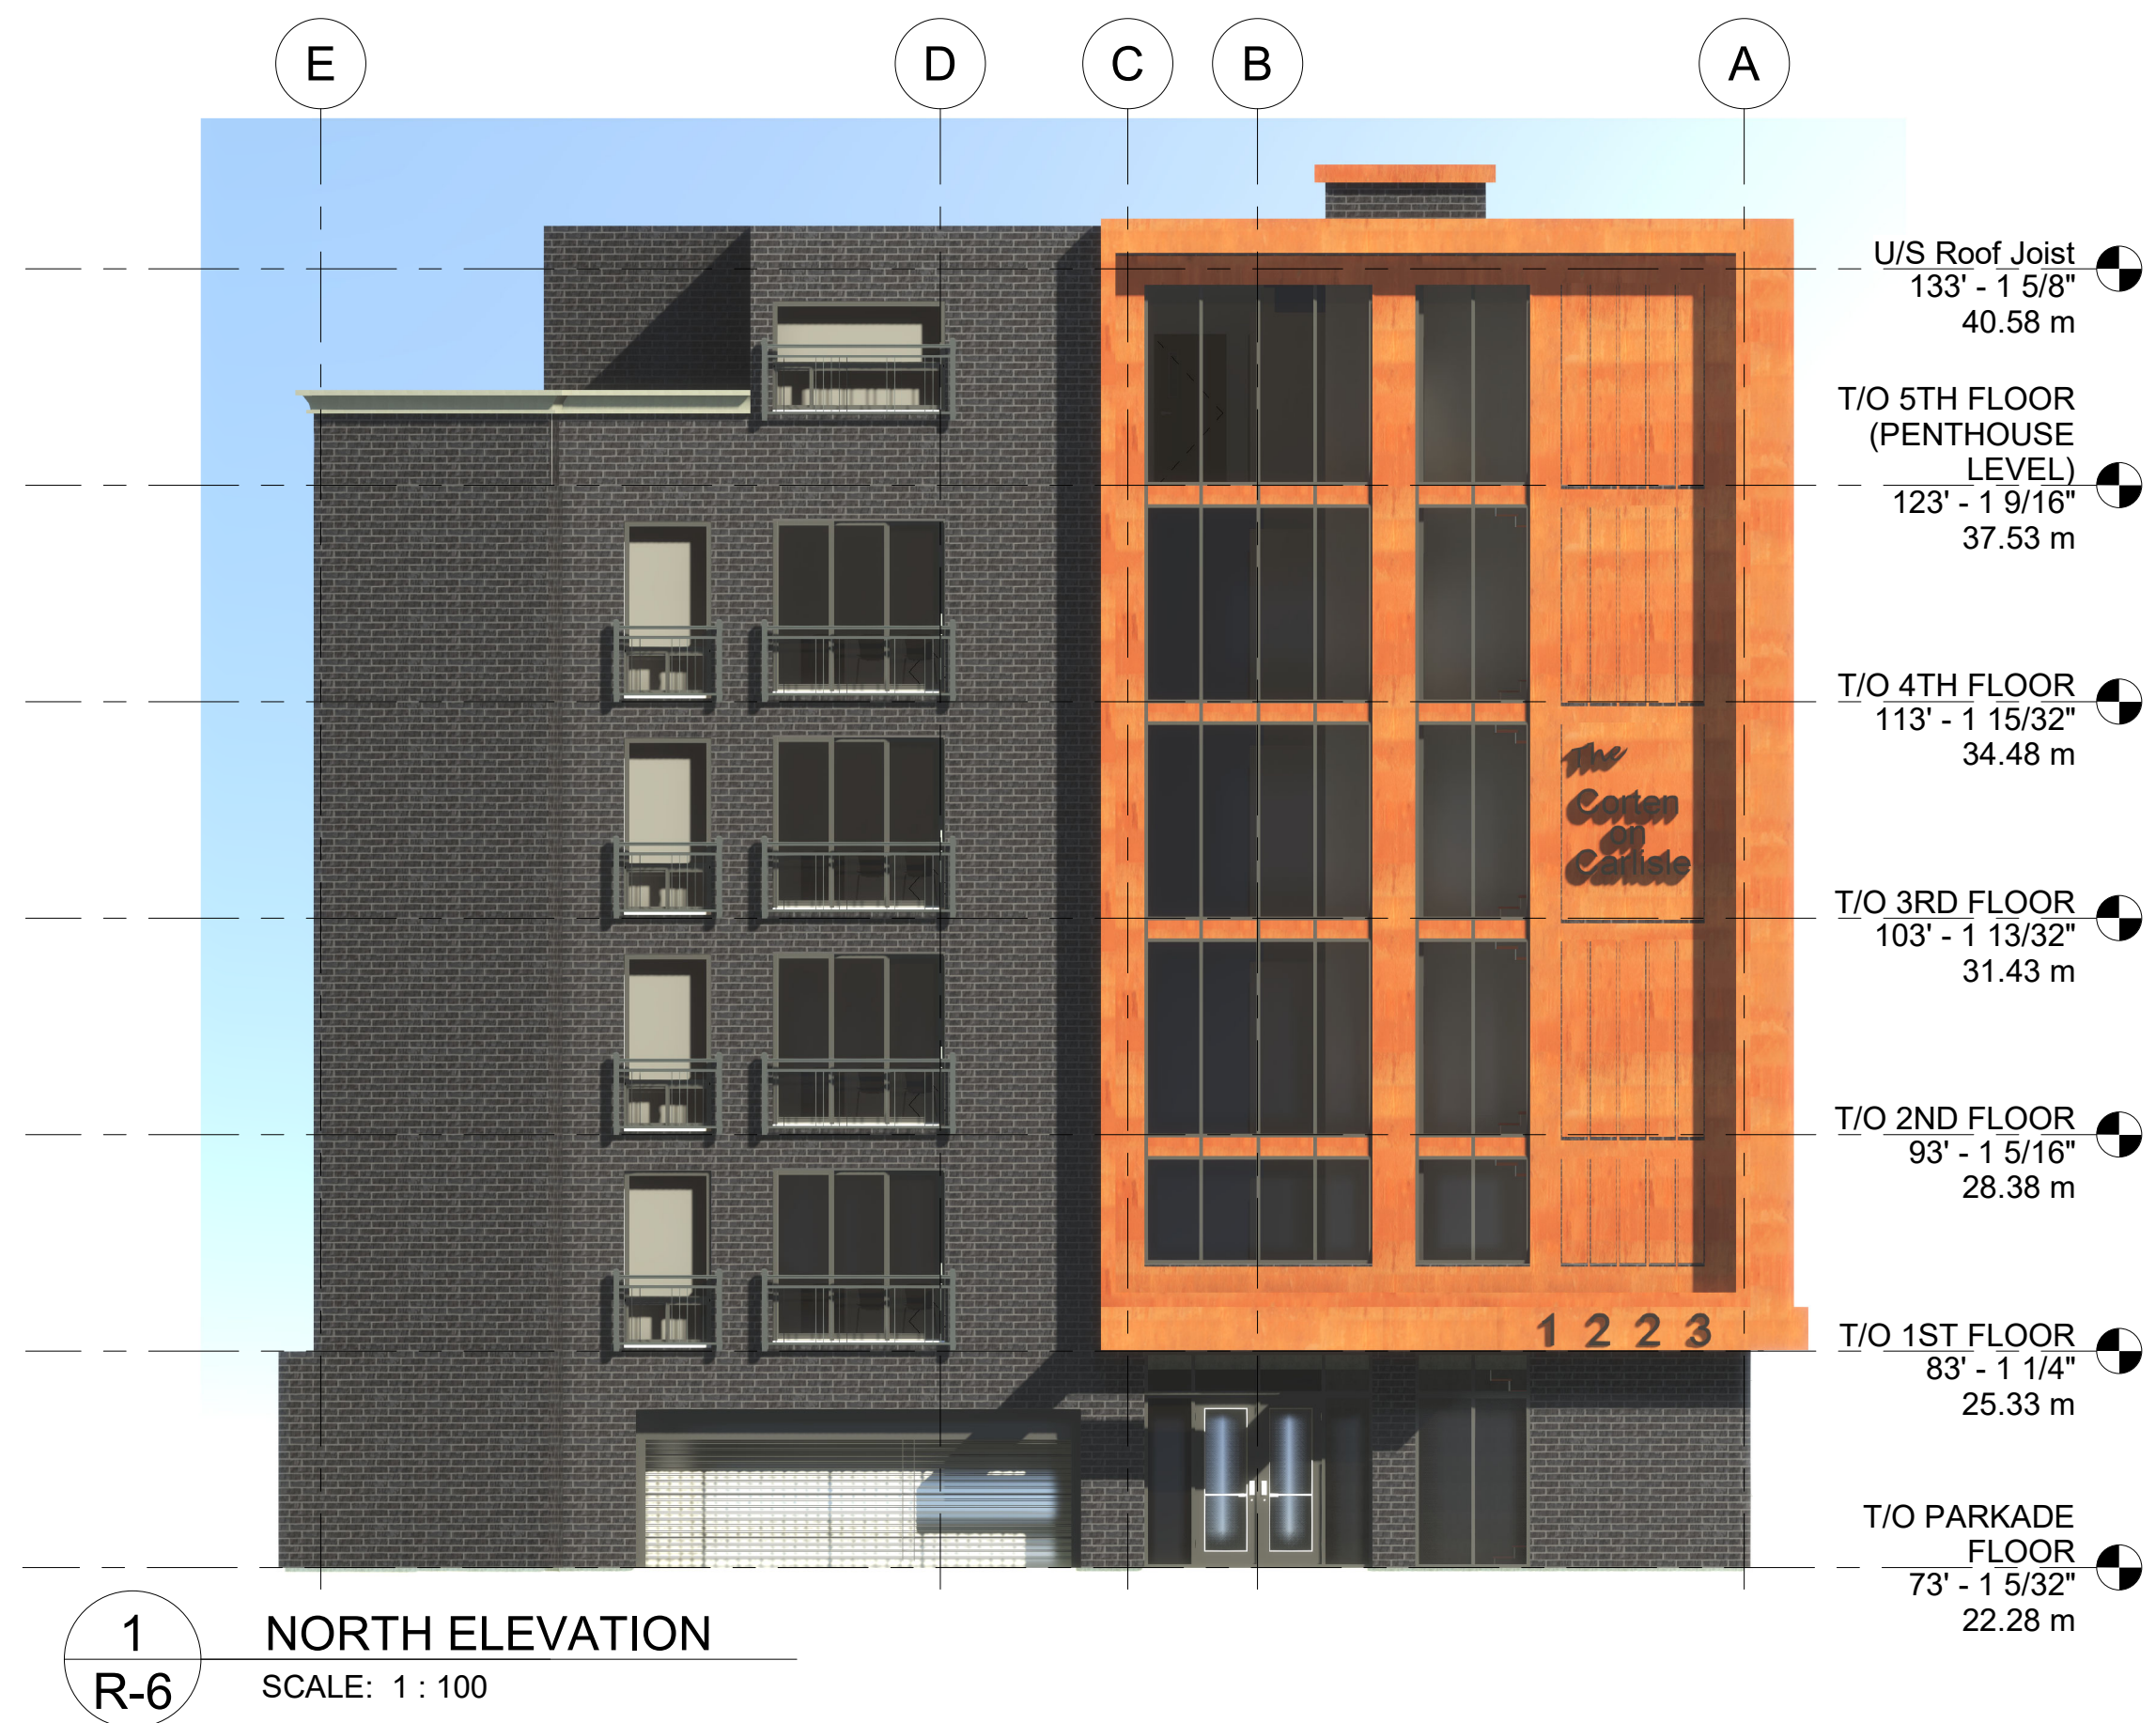 E D C B A
U/S Roof Joist
133' - 1 5/8"
40.58 m
T/O 5TH FLOOR
(PENTHOUSE
LEVEL)
123' - 1 9/16"
37.53 m
T/O 4TH FLOOR
113' - 1 15/32"
34.48 m
The
Corten
on
Carlisle
T/O 3RD FLOOR
103' - 1 13/32"
31.43 m
T/O 2ND FLOOR
93' - 1 5/16"
28.38 m
1 2 2 3
T/O 1ST FLOOR
83' - 1 1/4"
25.33 m
T/O PARKADE
FLOOR
73' - 1 5/32"
22.28 m
1
R-6
NORTH ELEVATION
SCALE: 1 : 100